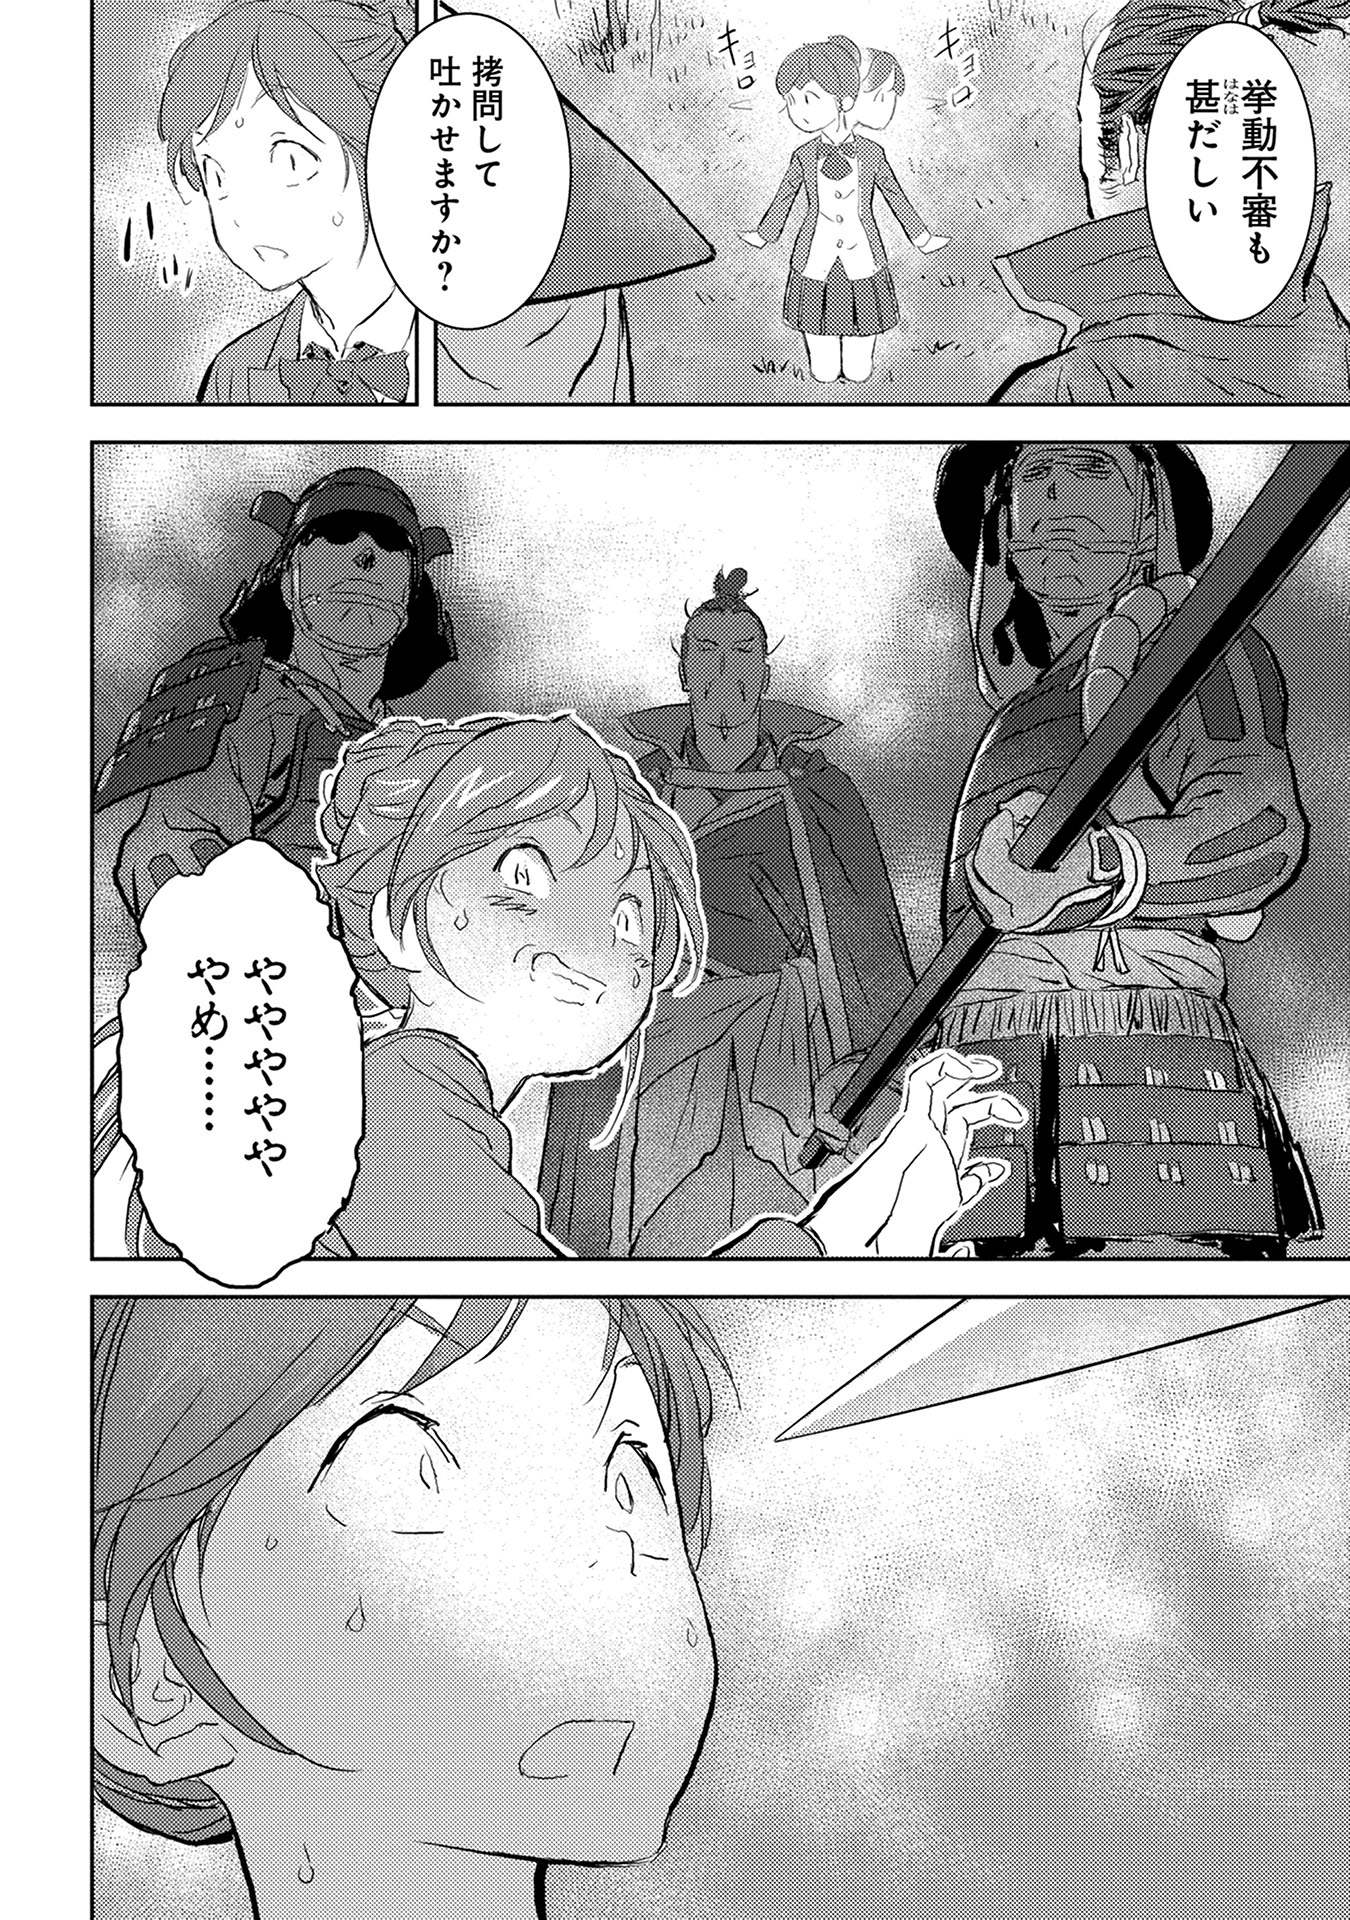 挙動不審も
甚だしい
はなは
キョロ
キョロ
拷問して
吐かせますか?
ややややや
やめ……